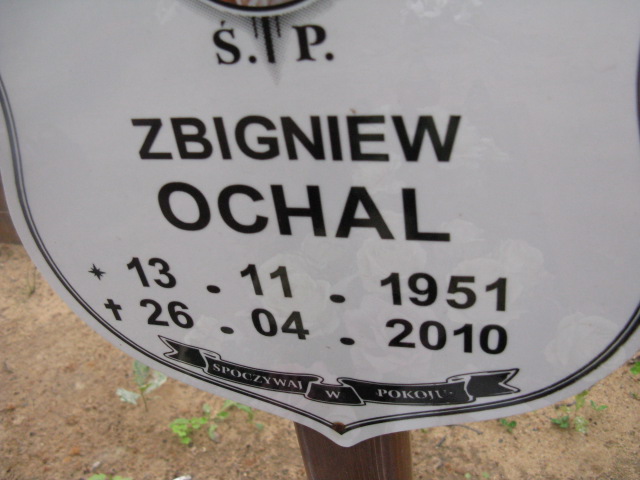 Ś. P.
ZBIGNIEW
OCHAL
* 13 . 11 . 1951
✝ 26 . 04 . 2010
SPOCZYWAJ W POKOJU